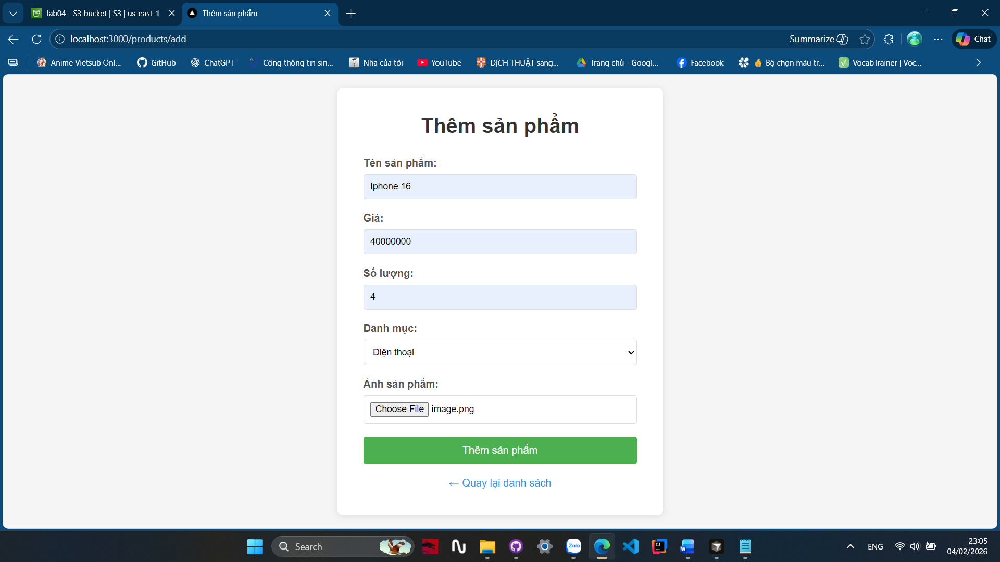 lab04 - S3 bucket | S3 | us-east-1
Thêm sản phẩm
localhost:3000/products/add
Summarize
Chat
Anime Vietsub Onl...
GitHub
ChatGPT
Cổng thông tin sin...
Nhà của tôi
YouTube
DỊCH THUẬT sang...
Trang chủ - Googl...
Facebook
👍 Bộ chọn màu tr...
VocabTrainer | Voc...
Thêm sản phẩm
Tên sản phẩm:
Iphone 16
Giá:
40000000
Số lượng:
4
Danh mục:
Điện thoại
Ảnh sản phẩm:
Choose File image.png
Thêm sản phẩm
← Quay lại danh sách
Search
Zalo
IJ
W
ENG
23:05
04/02/2026